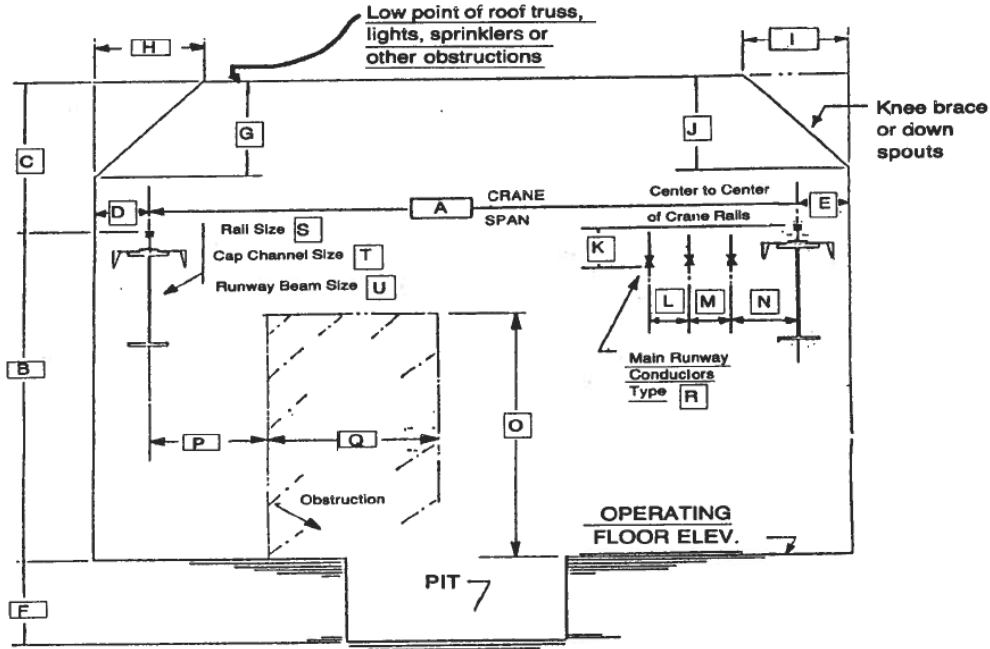 Low point of roof truss,
lights, sprinklers or
other obstructions
H
I
G
J
Knee brace
or down
spouts
C
D
A
CRANE
SPAN
Center to Center
of Crane Rails
E
Rail Size S
Cap Channel Size T
Runway Beam Size U
K
L
M
N
B
Main Runway
Conductors
Type R
O
P
Q
Obstruction
OPERATING
FLOOR ELEV.
PIT
F